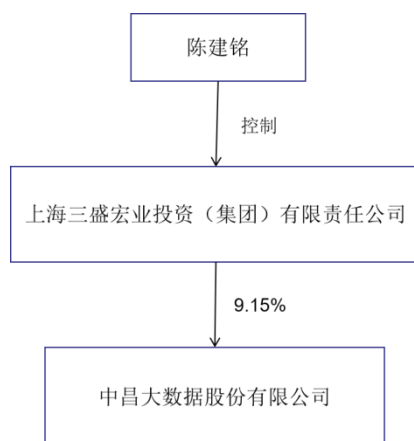 陈建铭
控制
上海三盛宏业投资（集团）有限责任公司
9.15%
中昌大数据股份有限公司